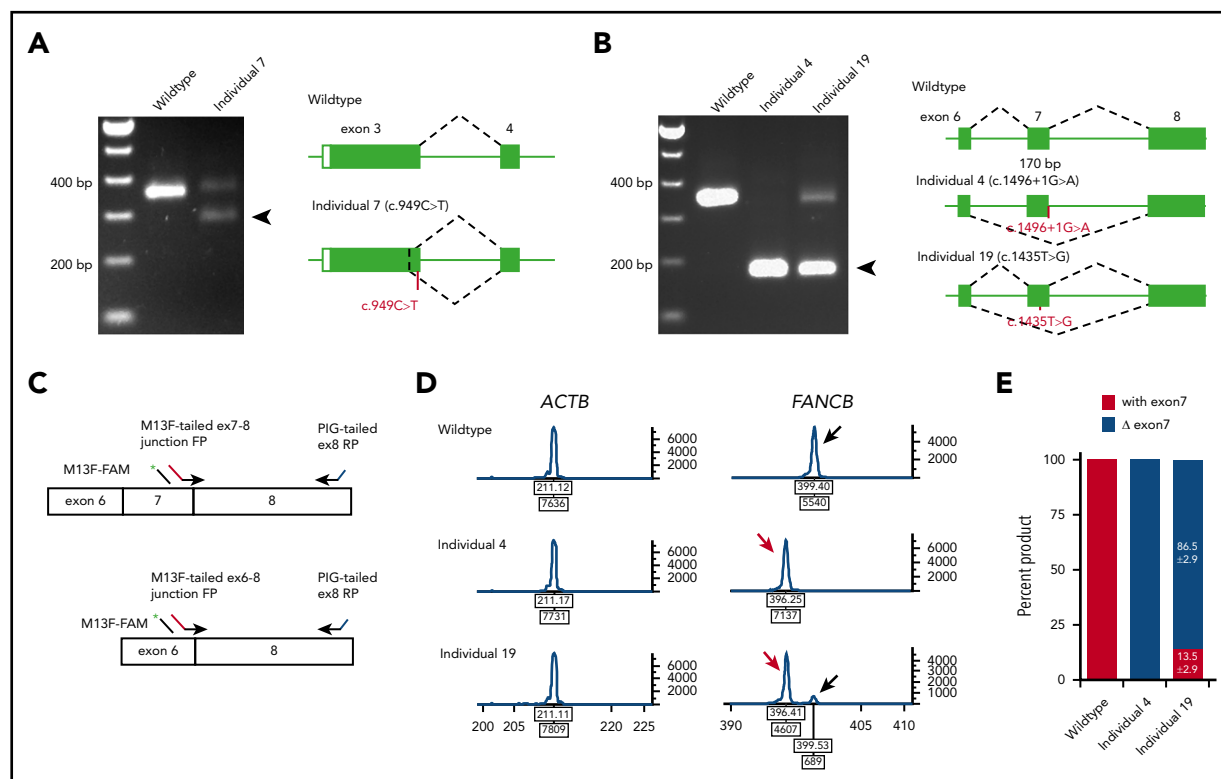 A
Wildtype
Individual 7
400 bp
200 bp
Wildtype
exon 3
4
Individual 7 (c.949C>T)
c.949C>T
B
Wildtype
Individual 4
Individual 19
400 bp
200 bp
Wildtype
exon 6
7
8
170 bp
Individual 4 (c.1496+1G>A)
c.1496+1G>A
Individual 19 (c.1435T>G)
c.1435T>G
C
M13F-tailed ex7-8
junction FP
PIG-tailed
ex8 RP
M13F-FAM
*
exon 6
7
8
M13F-tailed ex6-8
junction FP
PIG-tailed
ex8 RP
M13F-FAM
*
exon 6
8
D
ACTB
FANCB
Wildtype
6000
2000
211.12
7636
4000
2000
399.40
5540
Individual 4
6000
2000
211.17
7731
6000
2000
396.25
7137
Individual 19
6000
2000
211.11
7809
4000
3000
2000
1000
396.41
4607
399.53
689
200
205
215
220
225
390
405
410
E
with exon7
Δ exon7
Percent product
100
75
50
25
0
86.5
±2.9
13.5
±2.9
Wildtype
Individual 4
Individual 19